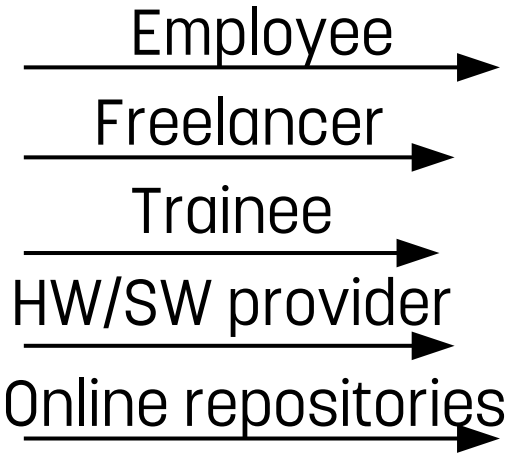 Employee
Freelancer
Trainee
HW/SW provider
Online repositories